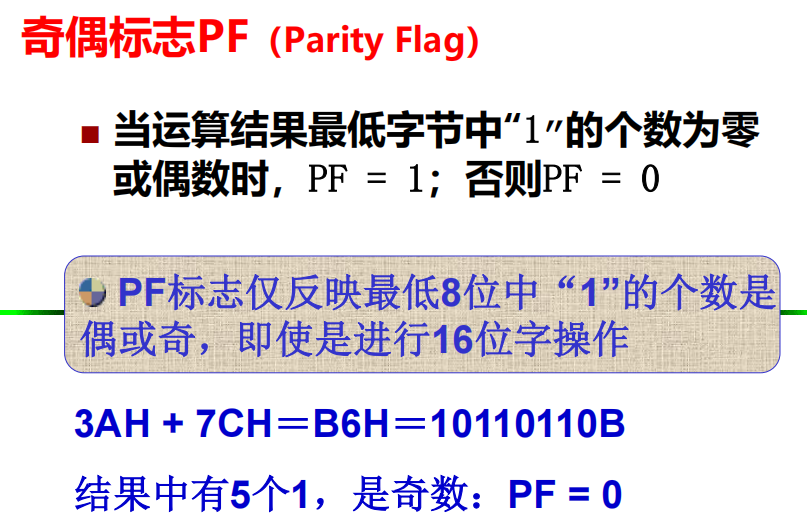 奇偶标志PF（Parity Flag）
当运算结果最低字节中“1”的个数为零
或偶数时，PF = 1；否则PF = 0
PF标志仅反映最低8位中“1”的个数是
偶或奇，即使是进行16位字操作
3AH + 7CH＝B6H＝10110110B
结果中有5个1，是奇数：PF = 0